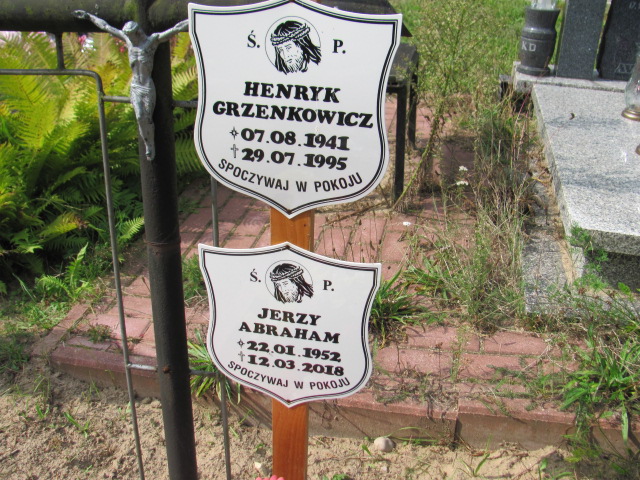 Ś. P.
HENRYK
GRZENKOWICZ
07.08.1941
† 29.07.1995
SPOCZYWAJ W POKOJU
Ś. P.
JERZY
ABRAHAM
22.01.1952
† 12.03.2018
SPOCZYWAJ W POKOJU
KD